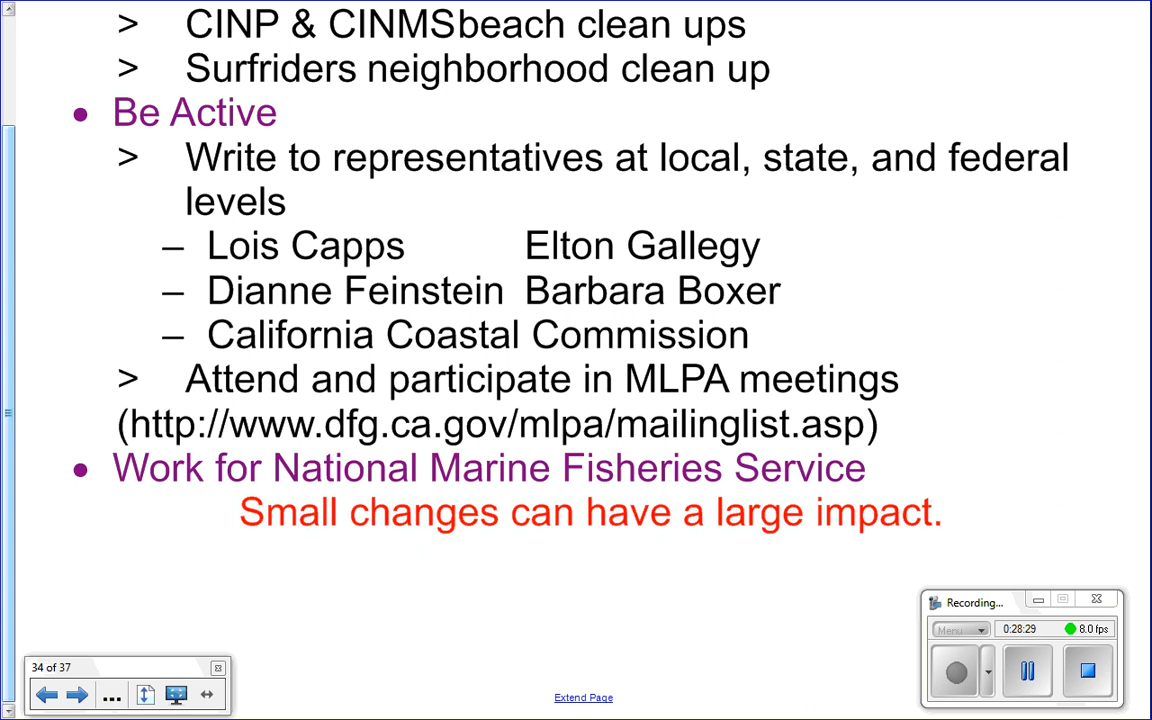 > CINP & CINMSbeach clean ups
> Surfriders neighborhood clean up
• Be Active
> Write to representatives at local, state, and federal
levels
– Lois Capps Elton Gallegy
– Dianne Feinstein Barbara Boxer
– California Coastal Commission
> Attend and participate in MLPA meetings
(http://www.dfg.ca.gov/mlpa/mailinglist.asp)
• Work for National Marine Fisheries Service
Small changes can have a large impact.
Recording...
Menu 0:28:29 8.0 fps
34 of 37
...
Extend Page